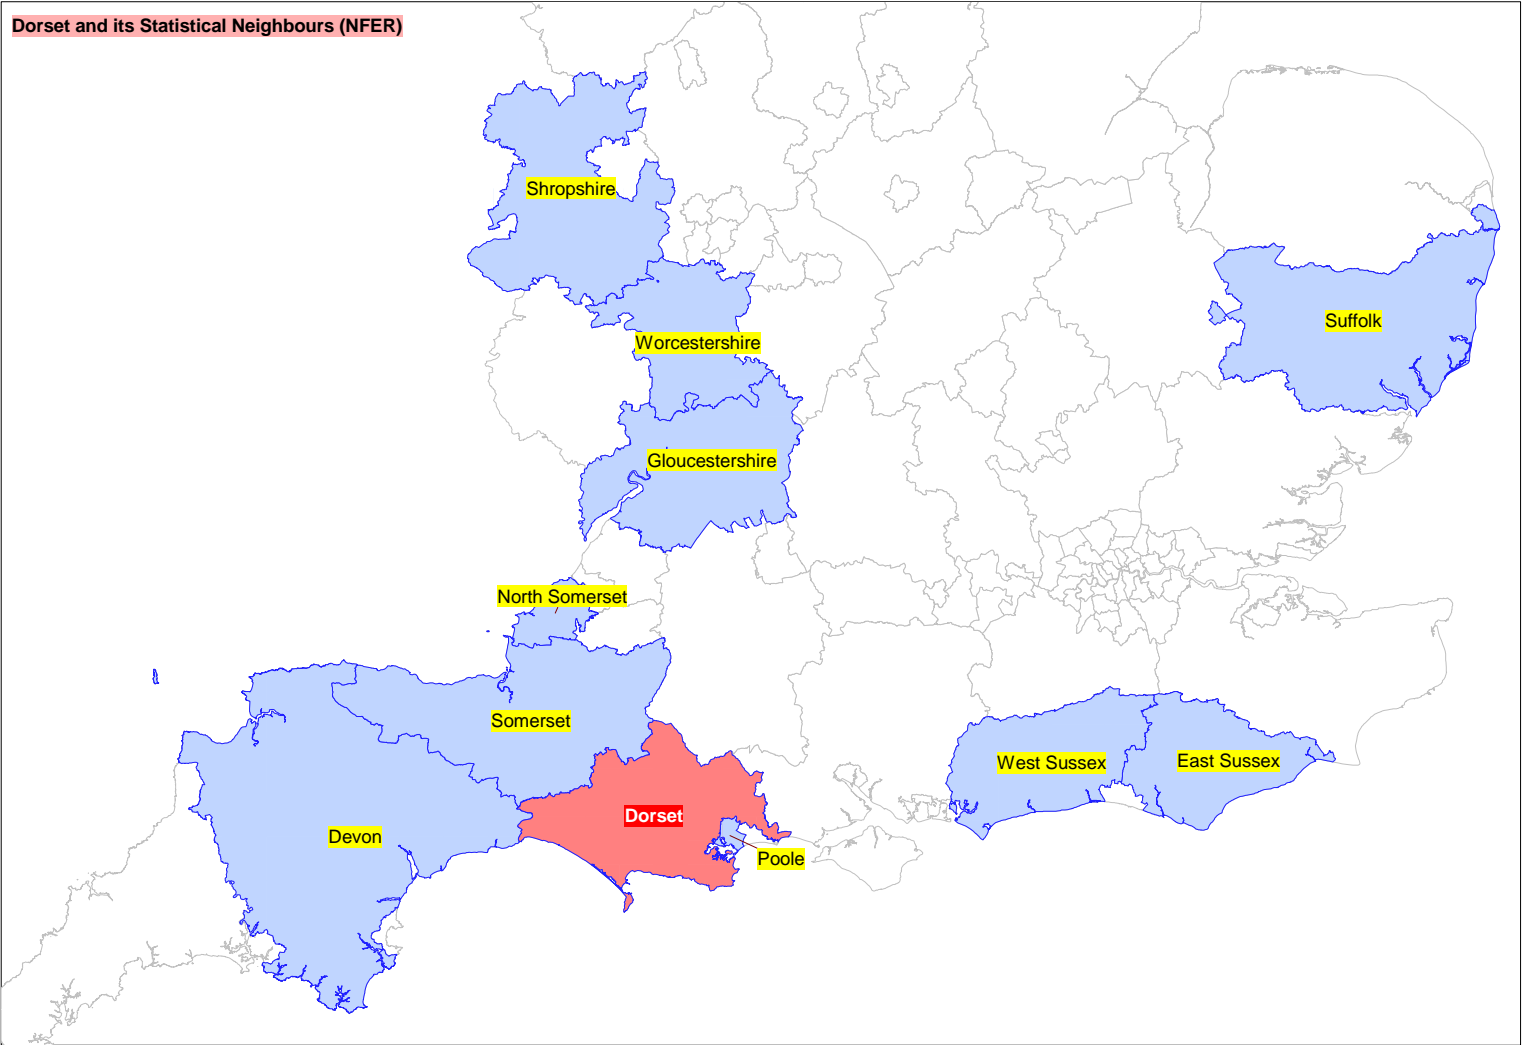 Dorset and its Statistical Neighbours (NFER)
Shropshire
Suffolk
Worcestershire
Gloucestershire
North Somerset
Somerset
West Sussex
East Sussex
Dorset
Devon
Poole